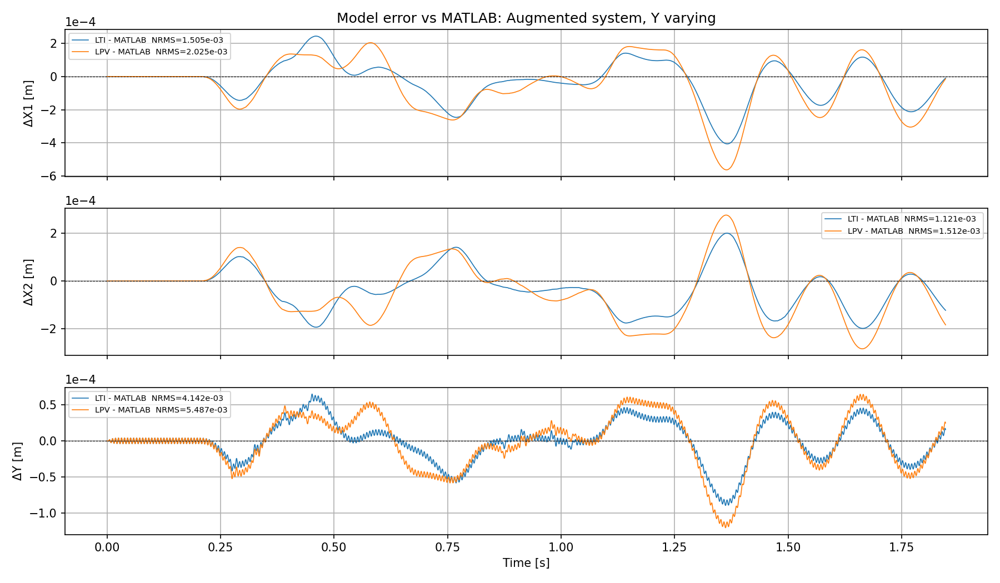 Model error vs MATLAB: Augmented system, Y varying
1e−4
LTI - MATLAB  NRMS=1.505e-03
LPV - MATLAB  NRMS=2.025e-03
2
0
−2
−4
−6
ΔX1 [m]
1e−4
LTI - MATLAB  NRMS=1.121e-03
LPV - MATLAB  NRMS=1.512e-03
2
0
−2
ΔX2 [m]
1e−4
LTI - MATLAB  NRMS=4.142e-03
LPV - MATLAB  NRMS=5.487e-03
0.5
0.0
−0.5
−1.0
ΔY [m]
0.00 0.25 0.50 0.75 1.00 1.25 1.50 1.75
Time [s]